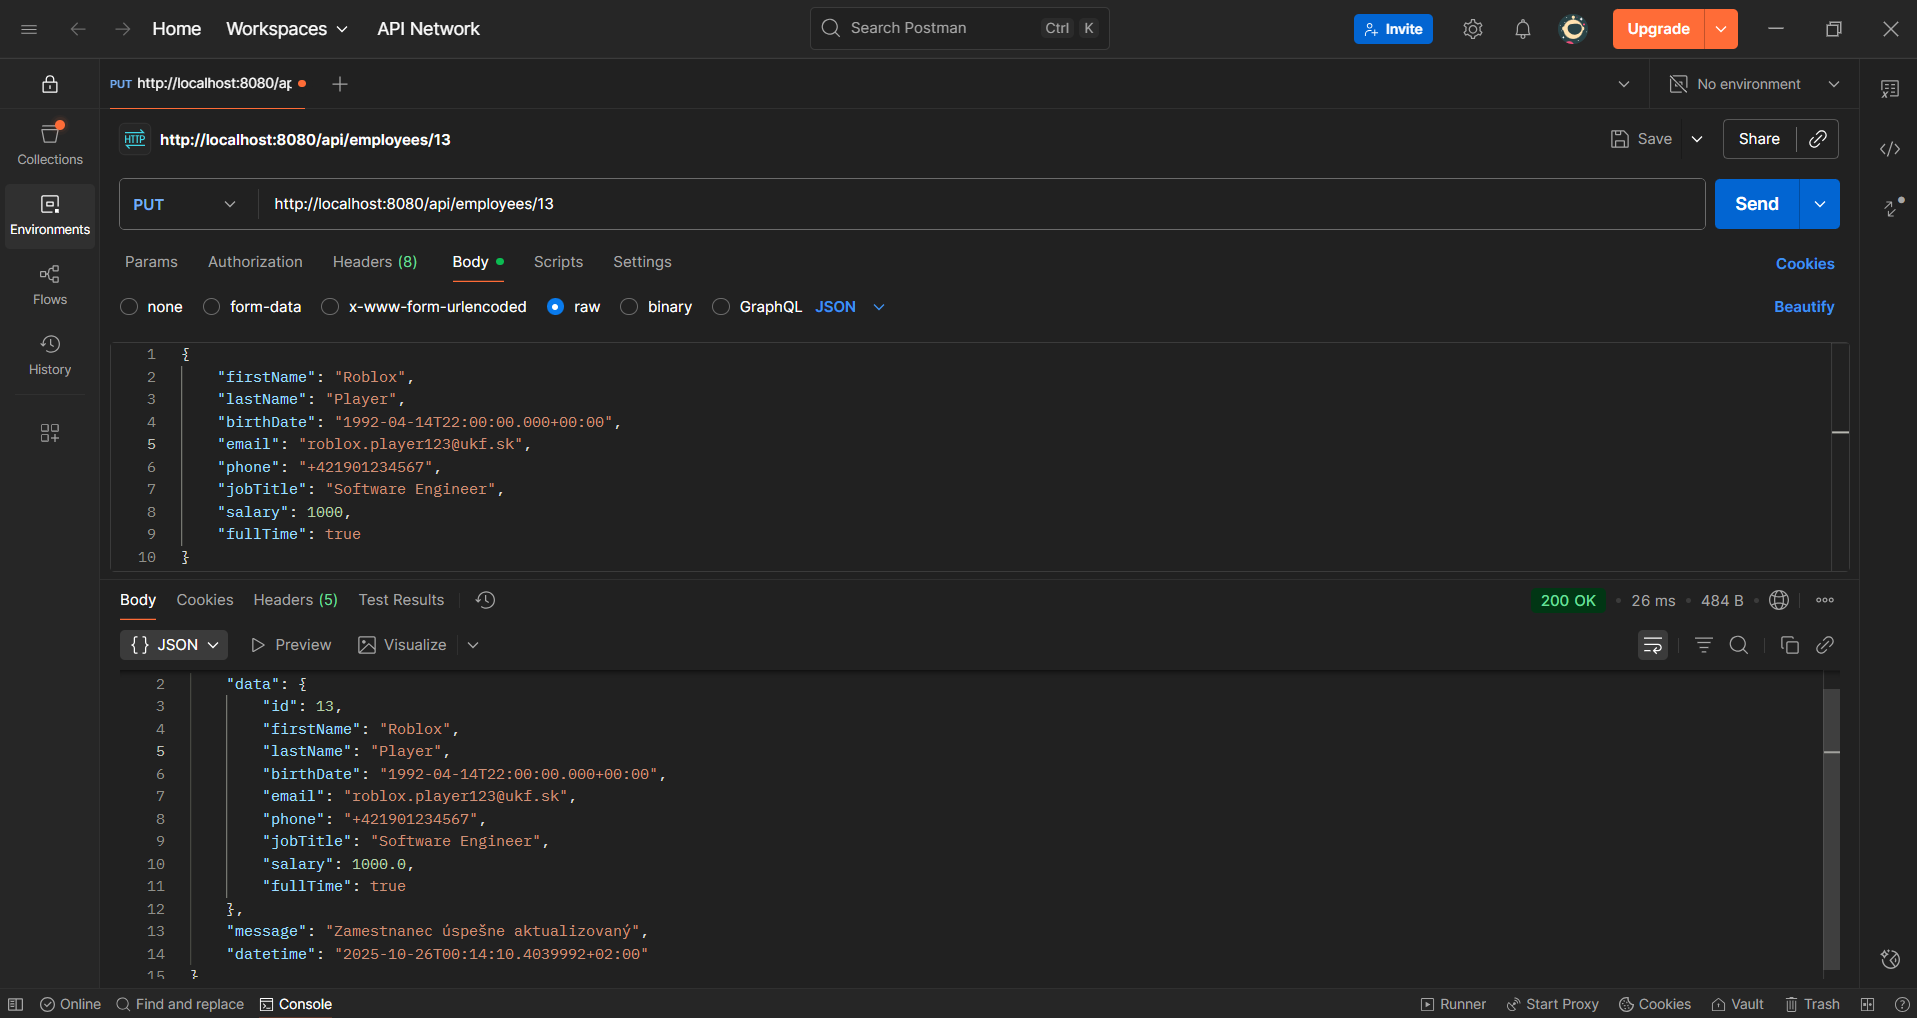 Home Workspaces API Network Search Postman Ctrl K Invite Upgrade
PUT http://localhost:8080/ap No environment
HTTP http://localhost:8080/api/employees/13 Save Share
Collections
Environments
Flows
History
PUT http://localhost:8080/api/employees/13 Send
Params Authorization Headers (8) Body Scripts Settings Cookies
none form-data x-www-form-urlencoded raw binary GraphQL JSON Beautify
1 {
2 "firstName": "Roblox",
3 "lastName": "Player",
4 "birthDate": "1992-04-14T22:00:00.000+00:00",
5 "email": "roblox.player123@ukf.sk",
6 "phone": "+421901234567",
7 "jobTitle": "Software Engineer",
8 "salary": 1000,
9 "fullTime": true
10 }
Body Cookies Headers (5) Test Results 200 OK • 26 ms • 484 B •
{} JSON Preview Visualize
2 "data": {
3 "id": 13,
4 "firstName": "Roblox",
5 "lastName": "Player",
6 "birthDate": "1992-04-14T22:00:00.000+00:00",
7 "email": "roblox.player123@ukf.sk",
8 "phone": "+421901234567",
9 "jobTitle": "Software Engineer",
10 "salary": 1000.0,
11 "fullTime": true
12 },
13 "message": "Zamestnanec úspešne aktualizovaný",
14 "datetime": "2025-10-26T00:14:10.4039992+02:00"
15 }
Online Find and replace Console Runner Start Proxy Cookies Vault Trash